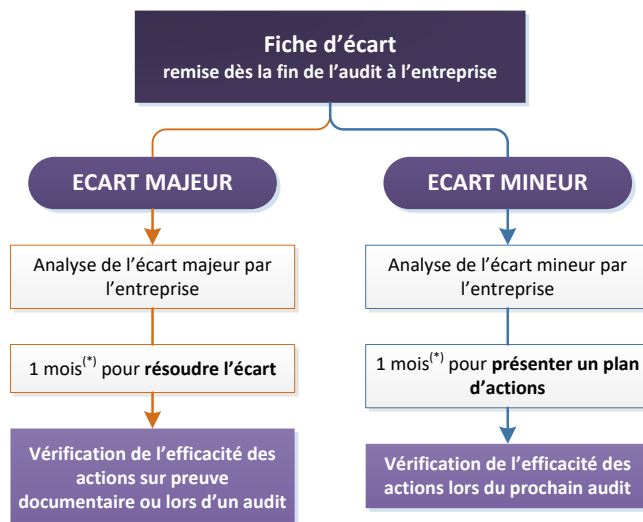 Fiche d’écart
remise dès la fin de l’audit à l’entreprise
ECART MAJEUR
Analyse de l’écart majeur par
l’entreprise
1 mois(*) pour résoudre l’écart
Vérification de l’efficacité des
actions sur preuve
documentaire ou lors d’un audit
ECART MINEUR
Analyse de l’écart mineur par
l’entreprise
1 mois(*) pour présenter un plan
d’actions
Vérification de l’efficacité des
actions lors du prochain audit